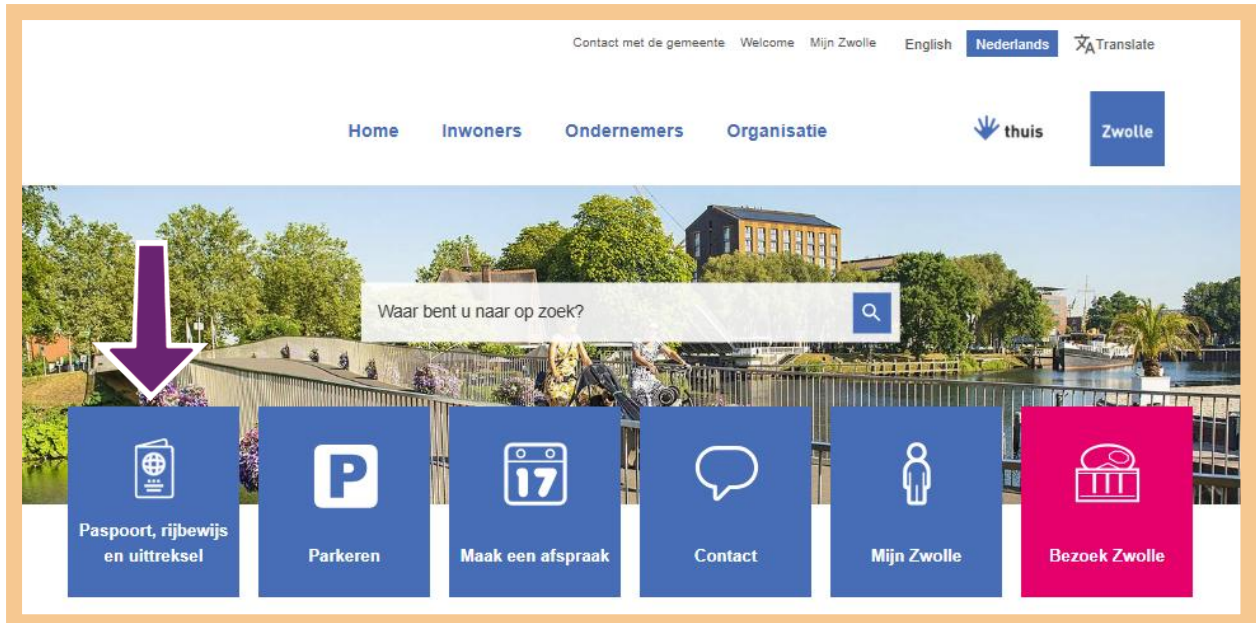 Contact met de gemeente Welcome Mijn Zwolle English Nederlands Translate
Home Inwoners Ondernemers Organisatie thuis Zwolle
Waar bent u naar op zoek?
P
17
Paspoort, rijbewijs
en uittreksel
Parkeren
Maak een afspraak
Contact
Mijn Zwolle
Bezoek Zwolle